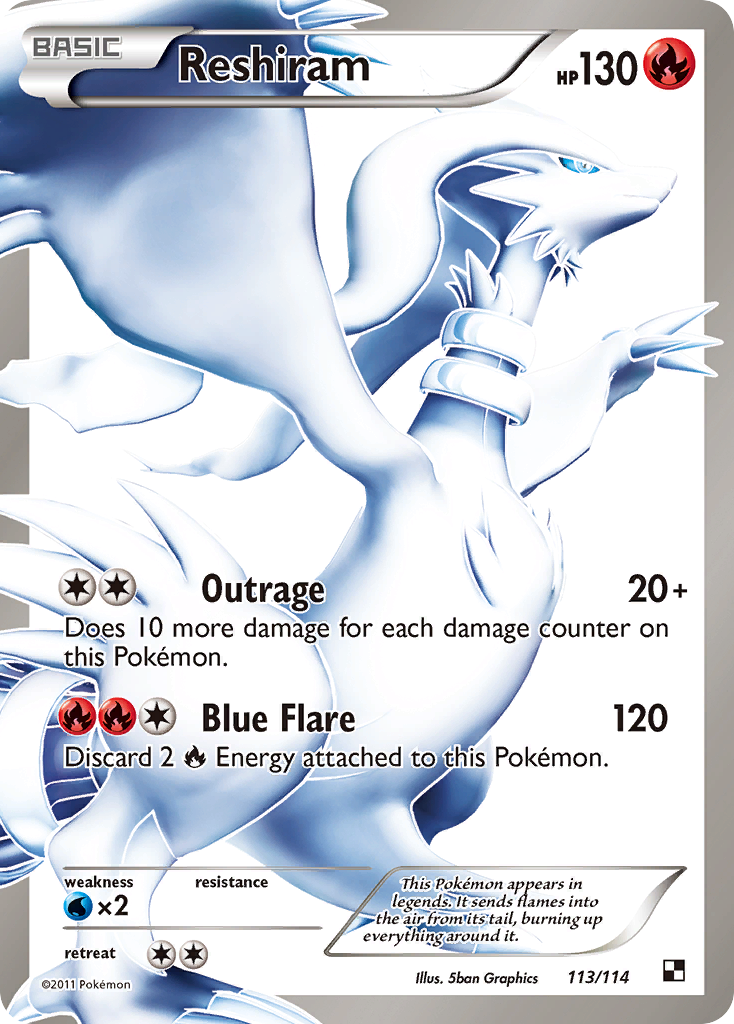 BASIC Reshiram HP130
Outrage 20+
Does 10 more damage for each damage counter on
this Pokémon.
Blue Flare 120
Discard 2 Energy attached to this Pokémon.
weakness resistance
×2
retreat
This Pokémon appears in
legends. It sends flames into
the air from its tail, burning up
everything around it.
©2011 Pokémon Illus. 5ban Graphics 113/114